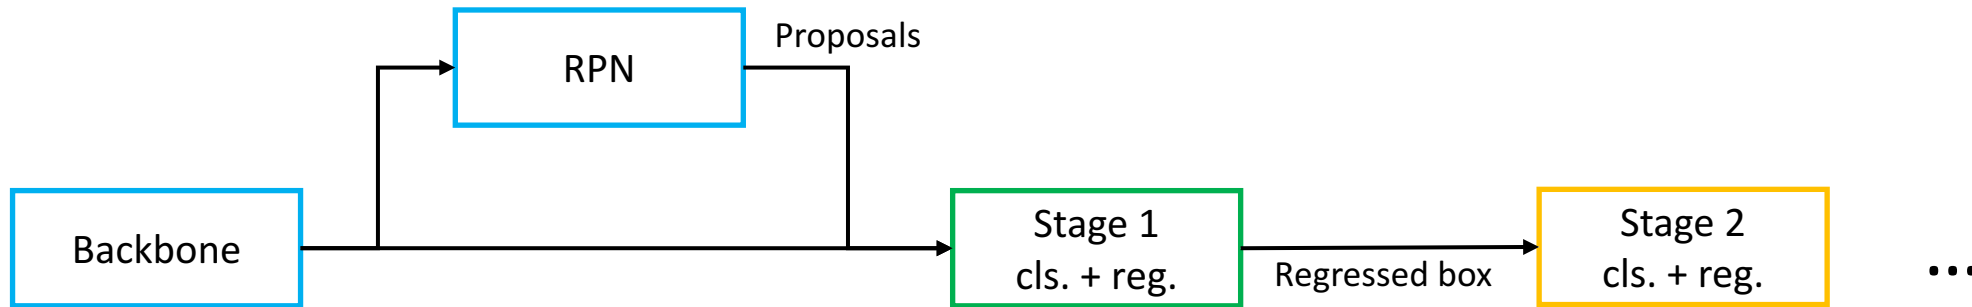 Proposals
RPN
Backbone
Stage 1
cls. + reg.
Regressed box
Stage 2
cls. + reg.
...